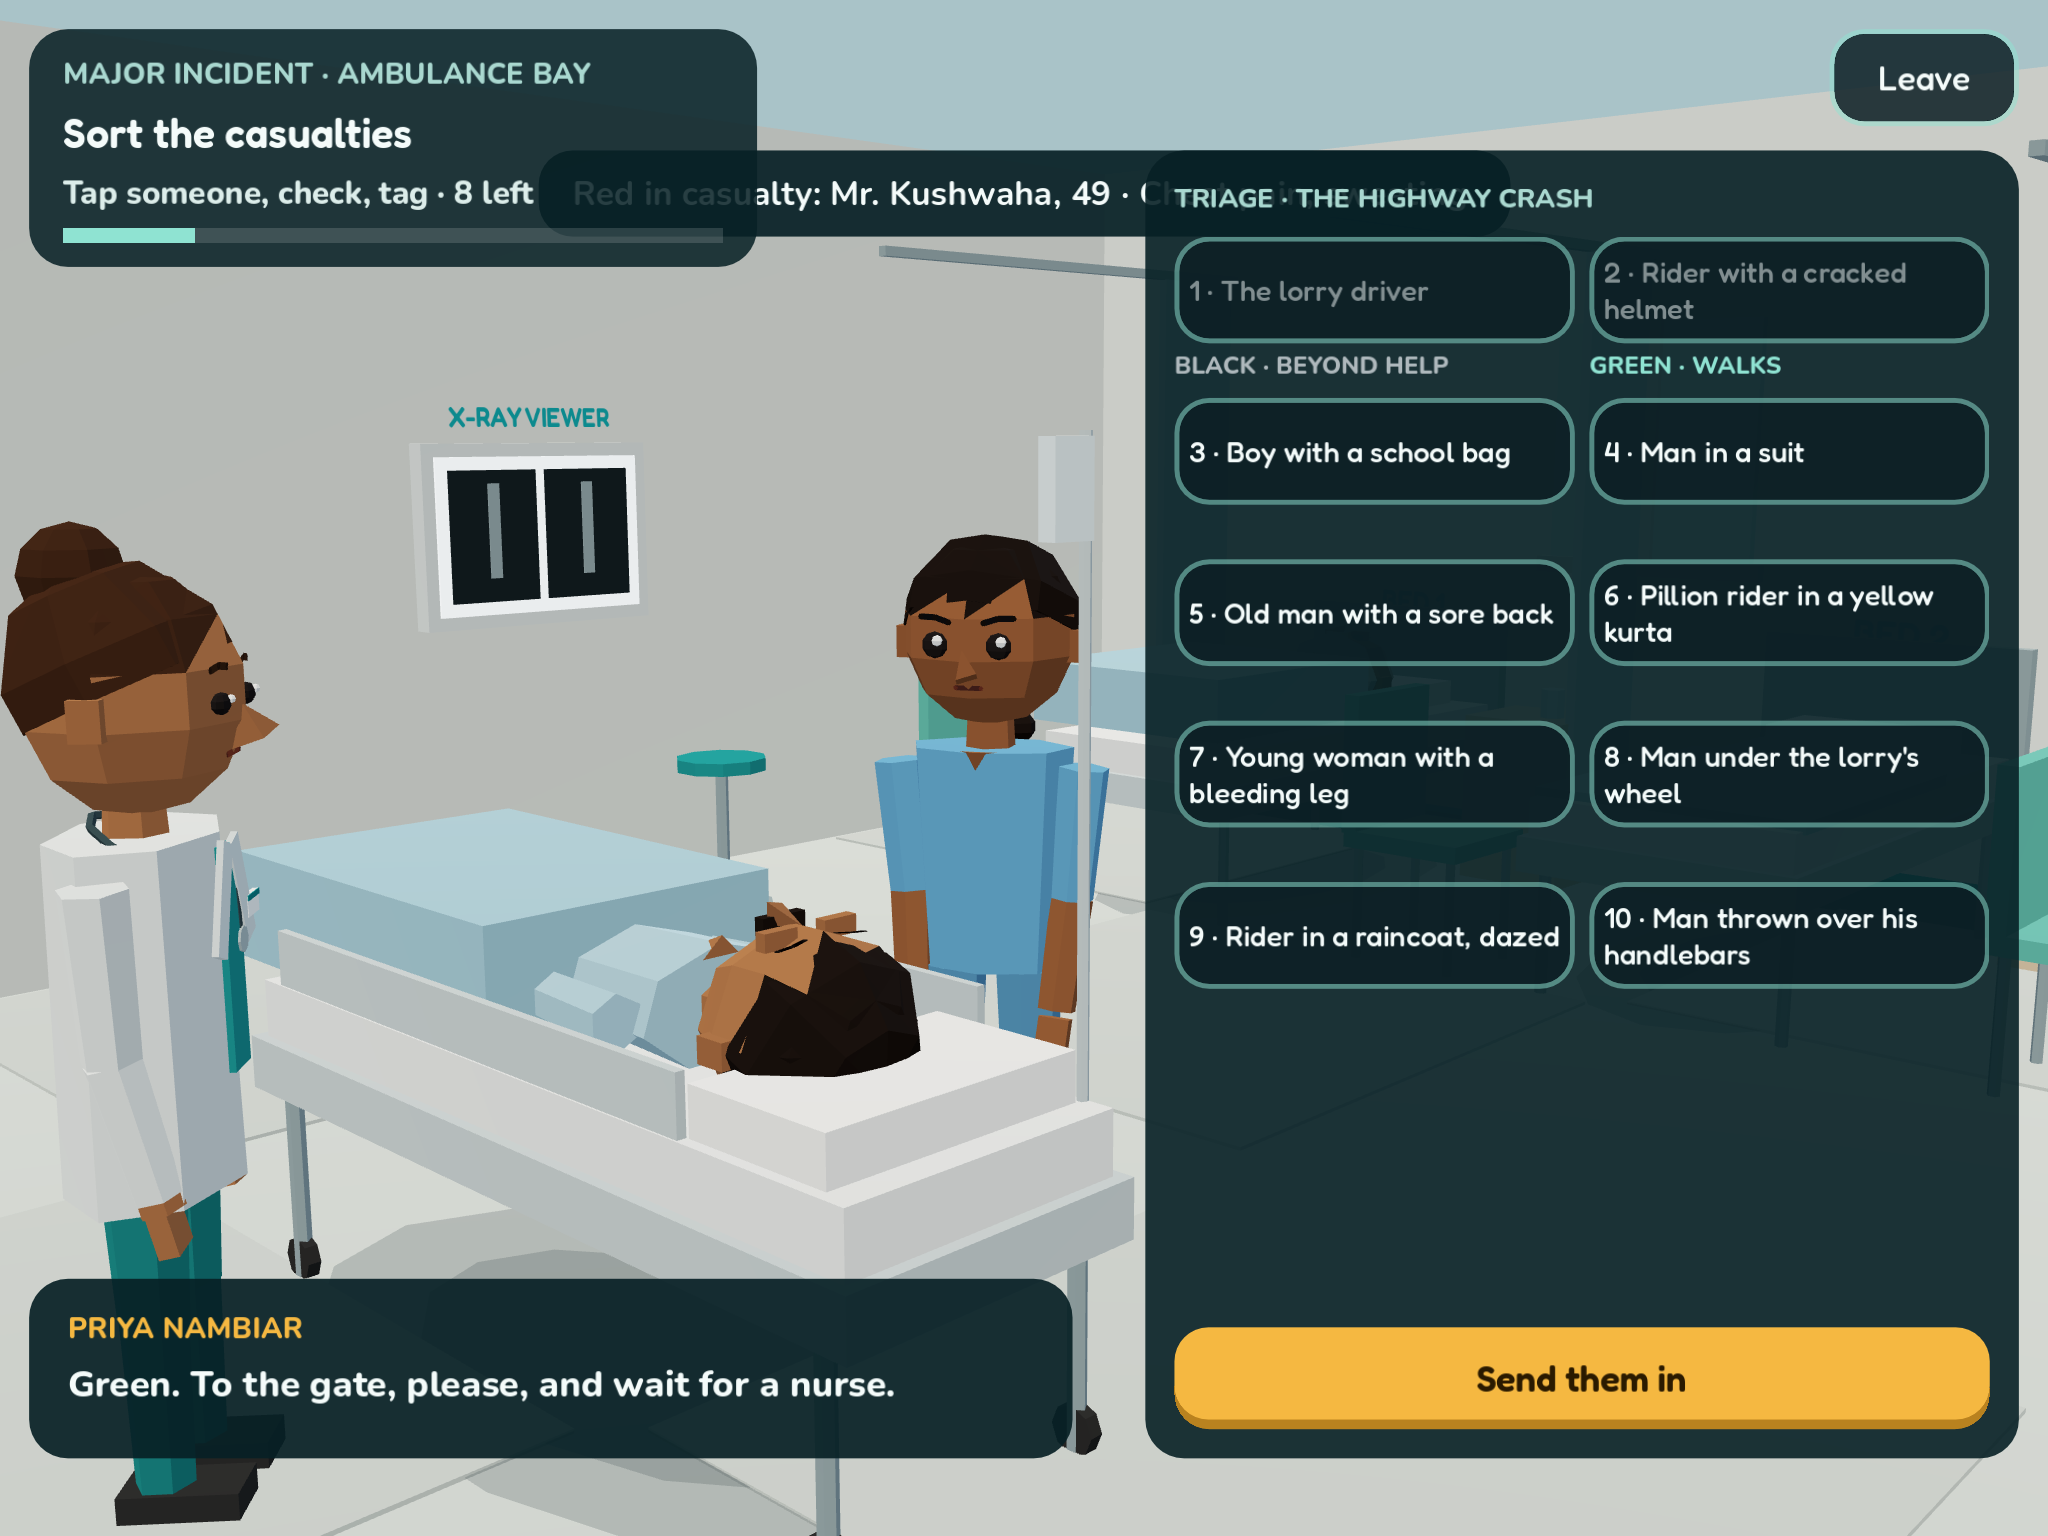 MAJOR INCIDENT · AMBULANCE BAY
Sort the casualties
Tap someone, check, tag · 8 left
Leave
Red in casualty: Mr. Kushwaha, 49 ·
TRIAGE · THE HIGHWAY CRASH
1 · The lorry driver
2 · Rider with a cracked
helmet
BLACK · BEYOND HELP
GREEN · WALKS
3 · Boy with a school bag
4 · Man in a suit
5 · Old man with a sore back
6 · Pillion rider in a yellow
kurta
7 · Young woman with a
bleeding leg
8 · Man under the lorry's
wheel
9 · Rider in a raincoat, dazed
10 · Man thrown over his
handlebars
Send them in
X-RAY VIEWER
PRIYA NAMBIAR
Green. To the gate, please, and wait for a nurse.